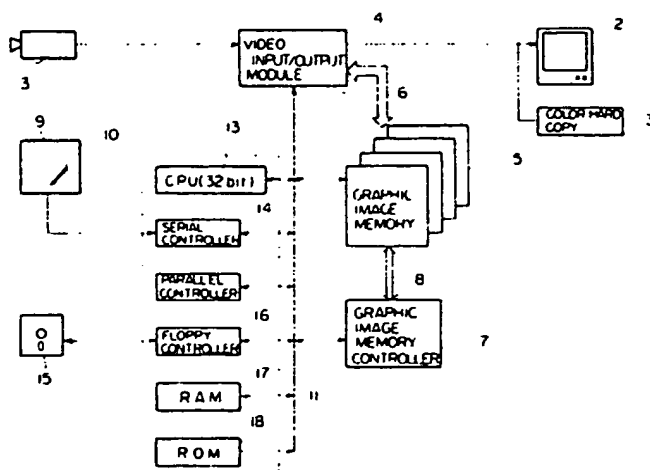 4
2
VIDEO
INPUT/OUTPUT
MODULE
3
6
COLOR HARD
COPY
3
9
10
13
5
CPU(32bit)
GRAPHIC
IMAGE
MEMORY
14
SERIAL
CONTROLLER
PARALLEL
CONTROLLER
8
16
GRAPHIC
IMAGE
MEMORY
CONTROLLER
7
FLOPPY
CONTROLLER
15
17
11
RAM
18
ROM